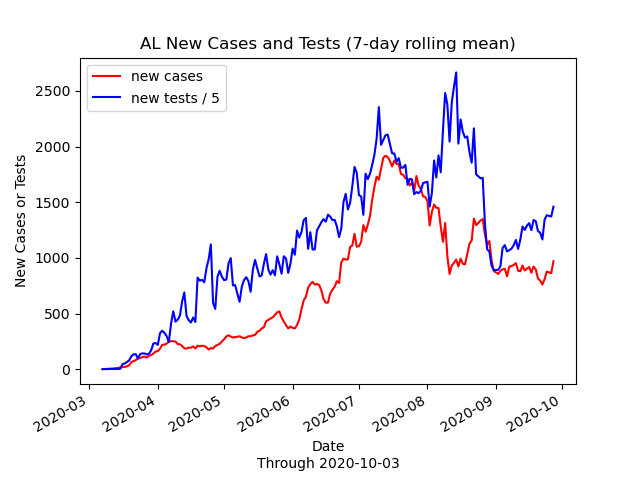 AL New Cases and Tests (7-day rolling mean)
new cases
new tests / 5
New Cases or Tests
2500
2000
1500
1000
500
0
2020-03
2020-04
2020-05
2020-06
2020-07
2020-08
2020-09
2020-10
Date
Through 2020-10-03